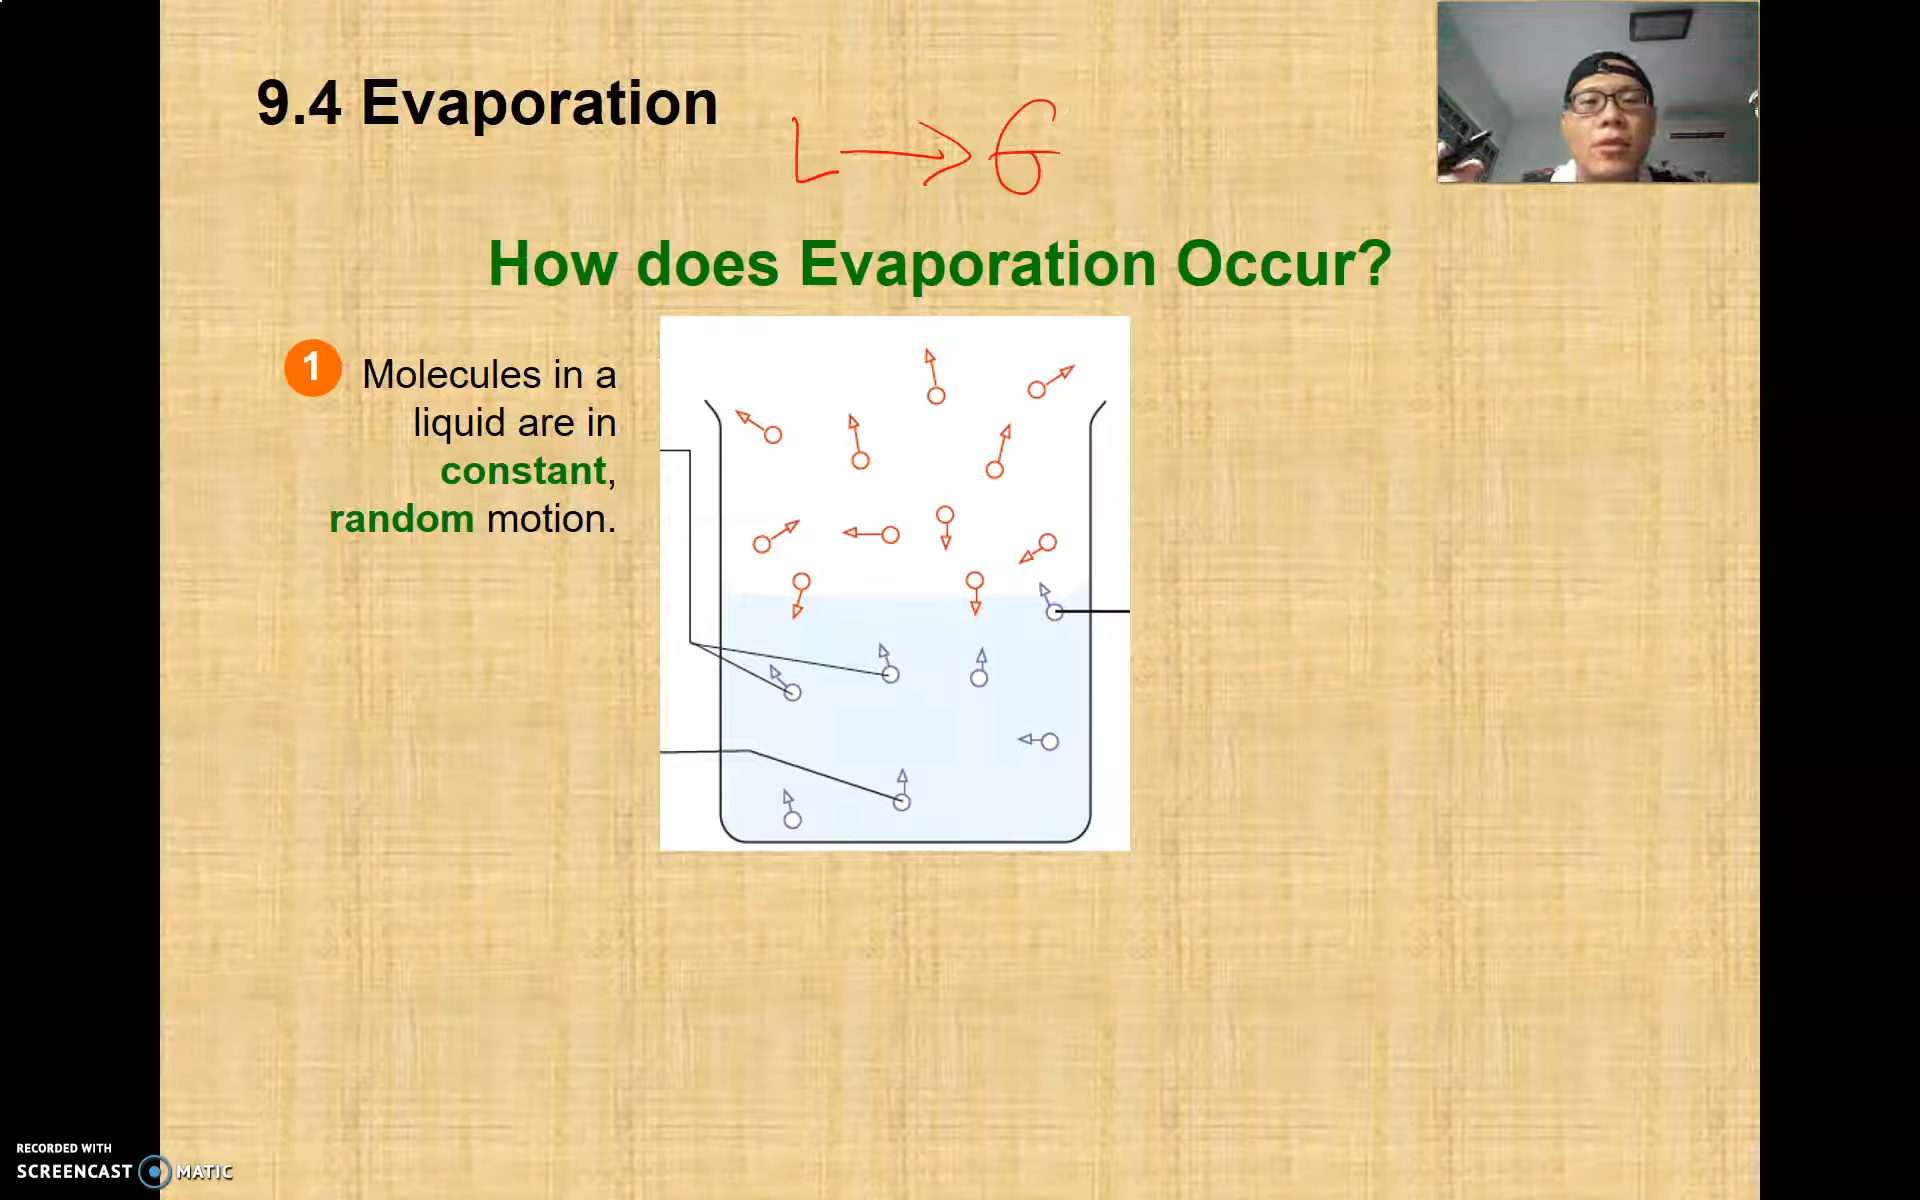 9.4 Evaporation
L → G
How does Evaporation Occur?
1 Molecules in a
liquid are in
constant,
random motion.
RECORDED WITH
SCREENCAST MATIC